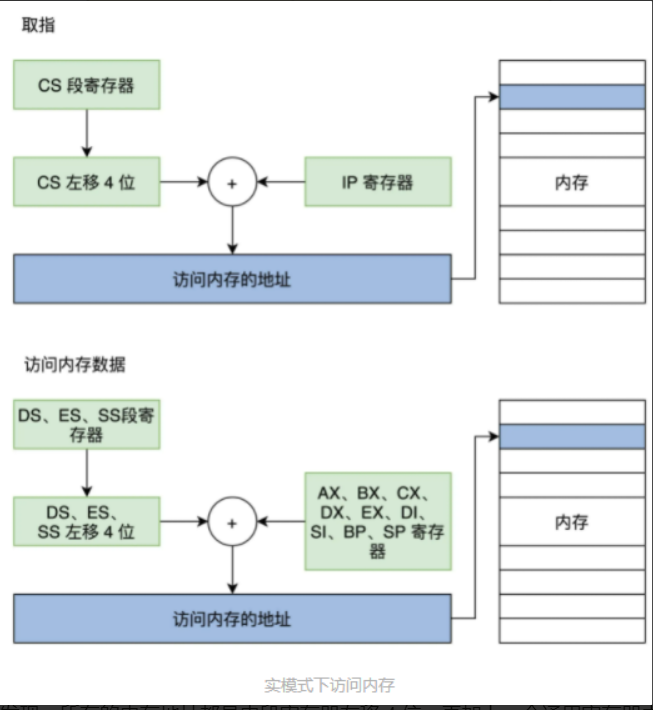 取指
CS 段寄存器
CS 左移 4 位
+
IP 寄存器
内存
访问内存的地址
访问内存数据
DS、ES、SS段寄
存器
DS、ES、
SS 左移 4 位
+
AX、BX、CX、
DX、EX、DI、
SI、BP、SP 寄存
器
内存
访问内存的地址
实模式下访问内存